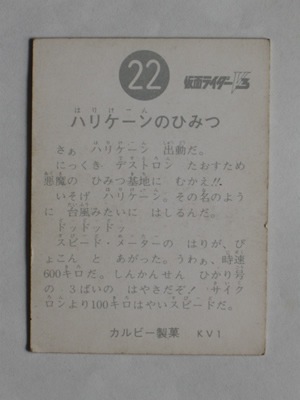 22
仮面ライダーV3
はりけーん
ハリケーンのひみつ
さぁ ハリケーン 出動だ。
にっくき デストロン たおすため
悪魔の ひみつ基地に むかえ!!
いそげ ハリケーン。その名のよう
に 台風みたいに はしるんだ。
ドッドッドッ
スピード・メーターの はりが、ぴ
ょこん と あがった。うわぁ、時速
600キロだ。しんかんせん ひかり号
の 3ばいの はやさだぞ! サイク
ロンより100キロはやいスピードだ。
カルビー製菓 KV1